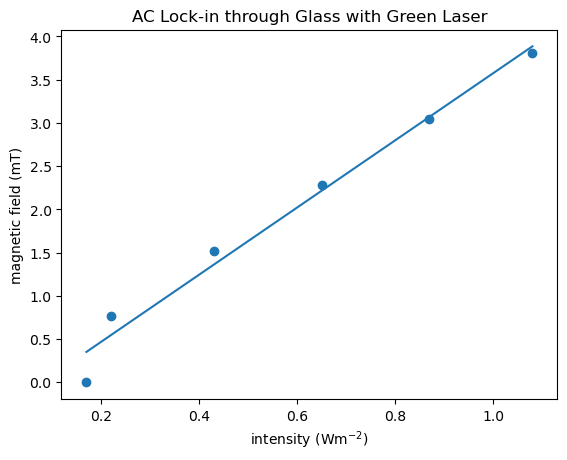 AC Lock-in through Glass with Green Laser
4.0
3.5
3.0
2.5
2.0
1.5
1.0
0.5
0.0
magnetic field (mT)
0.2 0.4 0.6 0.8 1.0
intensity (Wm⁻²)